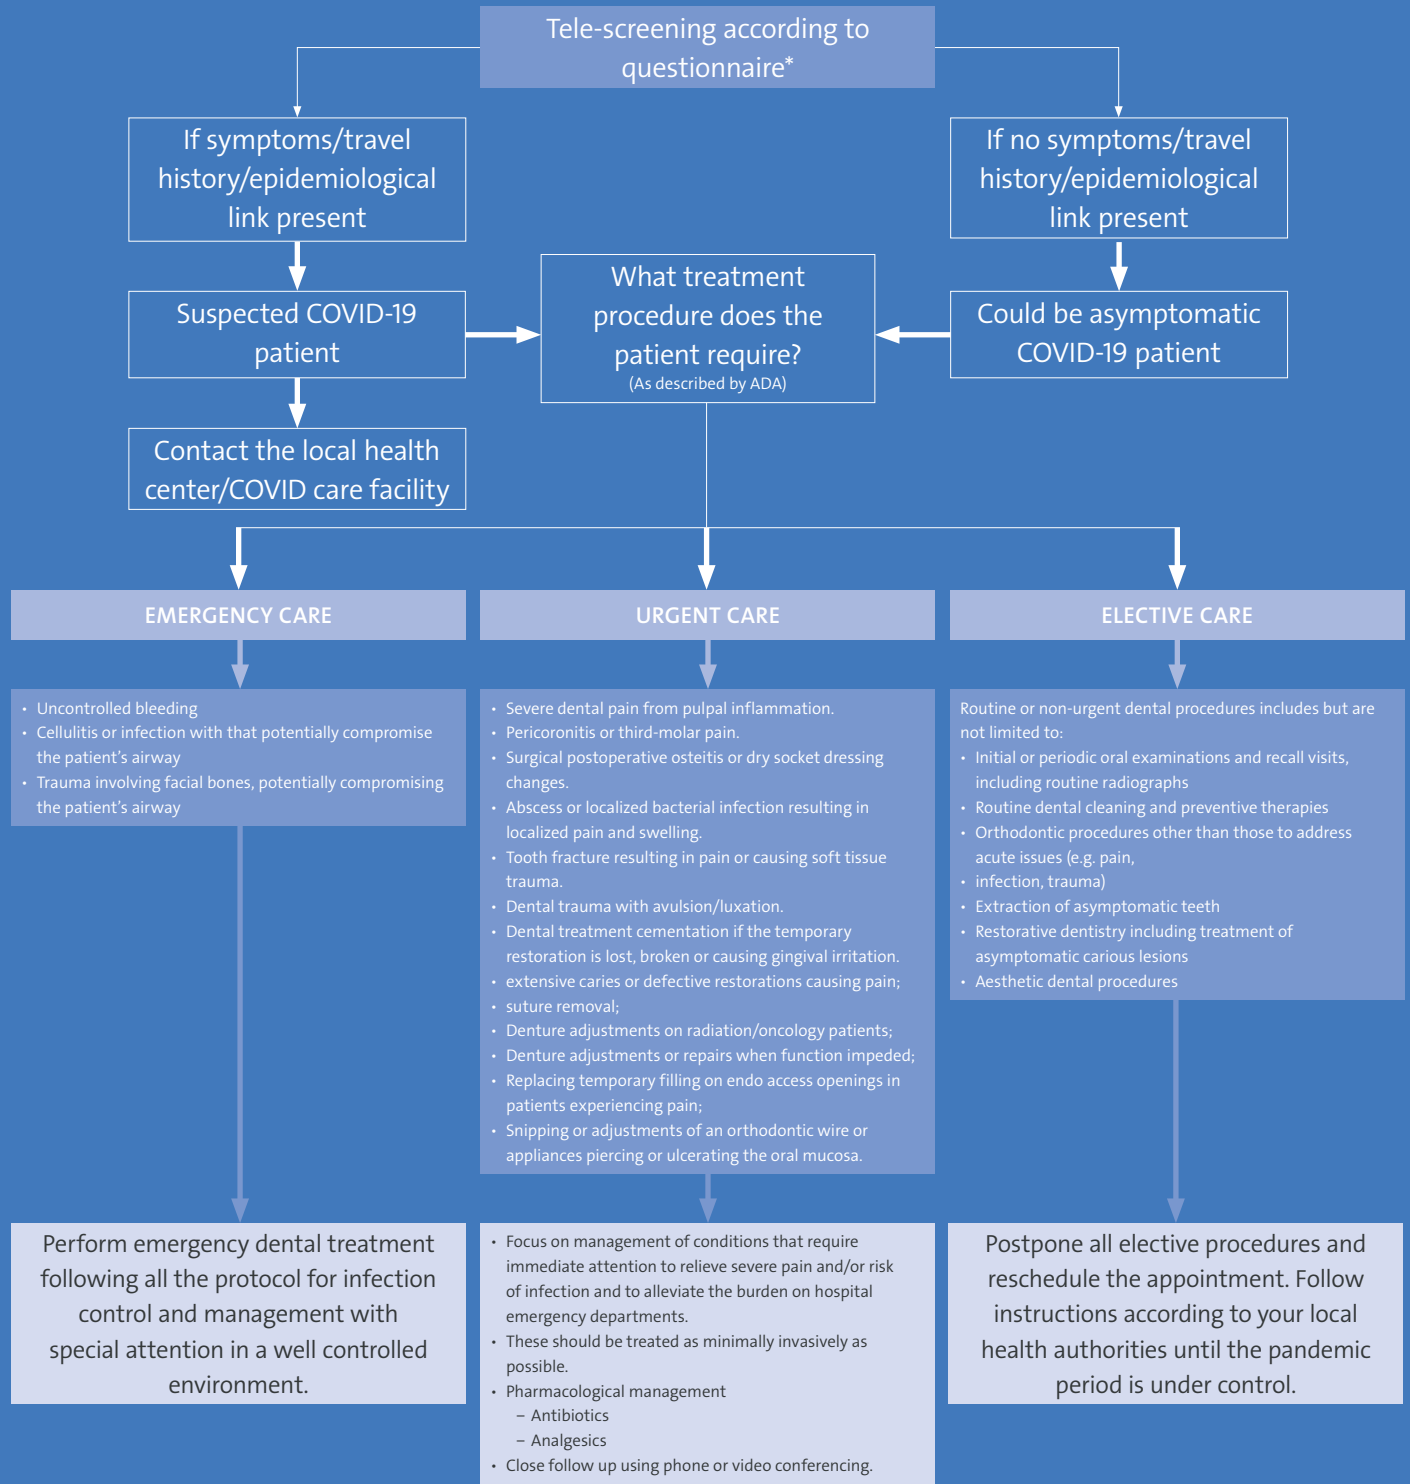 Tele-screening according to
questionnaire*
If symptoms/travel
history/epidemiological
link present
If no symptoms/travel
history/epidemiological
link present
Suspected COVID-19
patient
What treatment
procedure does the
patient require?
(As described by ADA)
Could be asymptomatic
COVID-19 patient
Contact the local health
center/COVID care facility
EMERGENCY CARE
• Uncontrolled bleeding
• Cellulitis or infection with that potentially compromise
the patient's airway
• Trauma involving facial bones, potentially compromising
the patient's airway
Perform emergency dental treatment
following all the protocol for infection
control and management with
special attention in a well controlled
environment.
URGENT CARE
• Severe dental pain from pulpal inflammation.
• Pericoronitis or third-molar pain.
• Surgical postoperative osteitis or dry socket dressing
changes.
• Abscess or localized bacterial infection resulting in
localized pain and swelling.
• Tooth fracture resulting in pain or causing soft tissue
trauma.
• Dental trauma with avulsion/luxation.
• Dental treatment cementation if the temporary
restoration is lost, broken or causing gingival irritation.
• extensive caries or defective restorations causing pain;
• suture removal;
• Denture adjustments on radiation/oncology patients;
• Denture adjustments or repairs when function impeded;
• Replacing temporary filling on endo access openings in
patients experiencing pain;
• Snipping or adjustments of an orthodontic wire or
appliances piercing or ulcerating the oral mucosa.
• Focus on management of conditions that require
immediate attention to relieve severe pain and/or risk
of infection and to alleviate the burden on hospital
emergency departments.
• These should be treated as minimally invasively as
possible.
• Pharmacological management
– Antibiotics
– Analgesics
• Close follow up using phone or video conferencing.
ELECTIVE CARE
Routine or non-urgent dental procedures includes but are
not limited to:
• Initial or periodic oral examinations and recall visits,
including routine radiographs
• Routine dental cleaning and preventive therapies
• Orthodontic procedures other than those to address
acute issues (e.g. pain,
• infection, trauma)
• Extraction of asymptomatic teeth
• Restorative dentistry including treatment of
asymptomatic carious lesions
• Aesthetic dental procedures
Postpone all elective procedures and
reschedule the appointment. Follow
instructions according to your local
health authorities until the pandemic
period is under control.